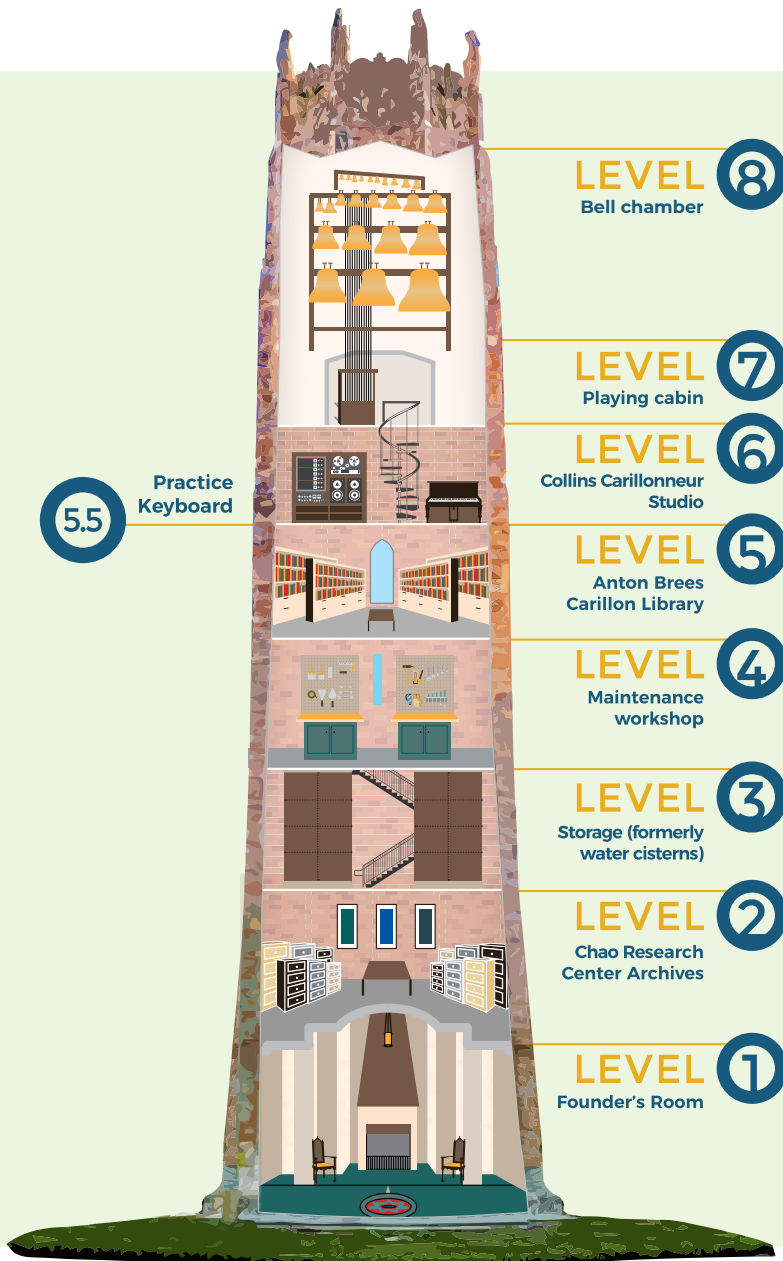 LEVEL 8
Bell chamber
LEVEL 7
Playing cabin
LEVEL 6
Collins Carillonneur
Studio
5.5
Practice
Keyboard
LEVEL 5
Anton Brees
Carillon Library
LEVEL 4
Maintenance
workshop
LEVEL 3
Storage (formerly
water cisterns)
LEVEL 2
Chao Research
Center Archives
LEVEL 1
Founder’s Room